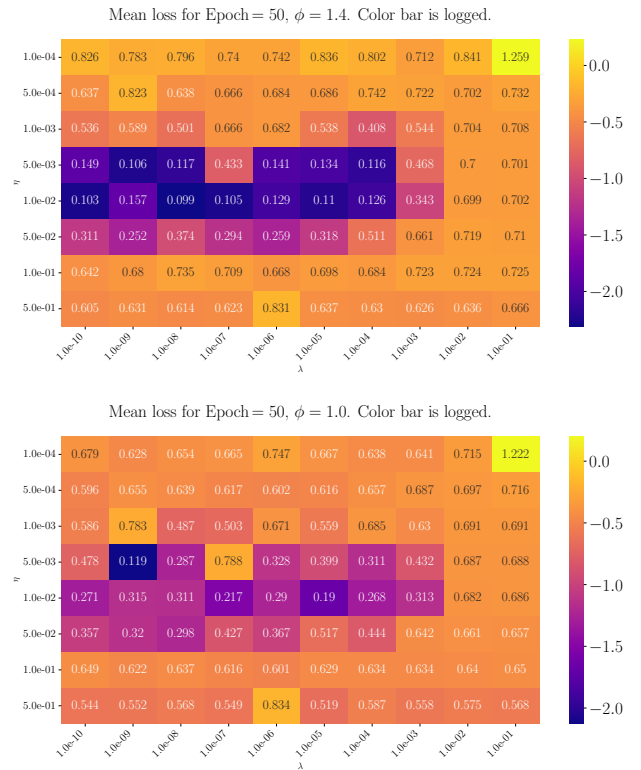 Mean loss for Epoch = 50, ϕ = 1.4. Color bar is logged.
1.0e-04 0.826 0.783 0.796 0.74 0.742 0.836 0.802 0.712 0.841 1.259
5.0e-04 0.637 0.823 0.638 0.666 0.684 0.686 0.742 0.722 0.702 0.732
1.0e-03 0.536 0.589 0.501 0.666 0.682 0.538 0.408 0.544 0.704 0.708
5.0e-03 0.149 0.106 0.117 0.433 0.141 0.134 0.116 0.468 0.7 0.701
η
1.0e-02 0.103 0.157 0.099 0.105 0.129 0.11 0.126 0.343 0.699 0.702
5.0e-02 0.311 0.252 0.374 0.294 0.259 0.318 0.511 0.661 0.719 0.71
1.0e-01 0.642 0.68 0.735 0.709 0.668 0.698 0.684 0.723 0.724 0.725
5.0e-01 0.605 0.631 0.614 0.623 0.831 0.637 0.63 0.626 0.636 0.666
1.0e-10 1.0e-09 1.0e-08 1.0e-07 1.0e-06 1.0e-05 1.0e-04 1.0e-03 1.0e-02 1.0e-01
λ
0.0
−0.5
−1.0
−1.5
−2.0
Mean loss for Epoch = 50, ϕ = 1.0. Color bar is logged.
1.0e-04 0.679 0.628 0.654 0.665 0.747 0.667 0.638 0.641 0.715 1.222
5.0e-04 0.596 0.655 0.639 0.617 0.602 0.616 0.657 0.687 0.697 0.716
1.0e-03 0.586 0.783 0.487 0.503 0.671 0.559 0.685 0.63 0.691 0.691
5.0e-03 0.478 0.119 0.287 0.788 0.328 0.399 0.311 0.432 0.687 0.688
η
1.0e-02 0.271 0.315 0.311 0.217 0.29 0.19 0.268 0.313 0.682 0.686
5.0e-02 0.357 0.32 0.298 0.427 0.367 0.517 0.444 0.642 0.661 0.657
1.0e-01 0.649 0.622 0.637 0.616 0.601 0.629 0.634 0.634 0.64 0.65
5.0e-01 0.544 0.552 0.568 0.549 0.834 0.519 0.587 0.558 0.575 0.568
1.0e-10 1.0e-09 1.0e-08 1.0e-07 1.0e-06 1.0e-05 1.0e-04 1.0e-03 1.0e-02 1.0e-01
λ
0.0
−0.5
−1.0
−1.5
−2.0